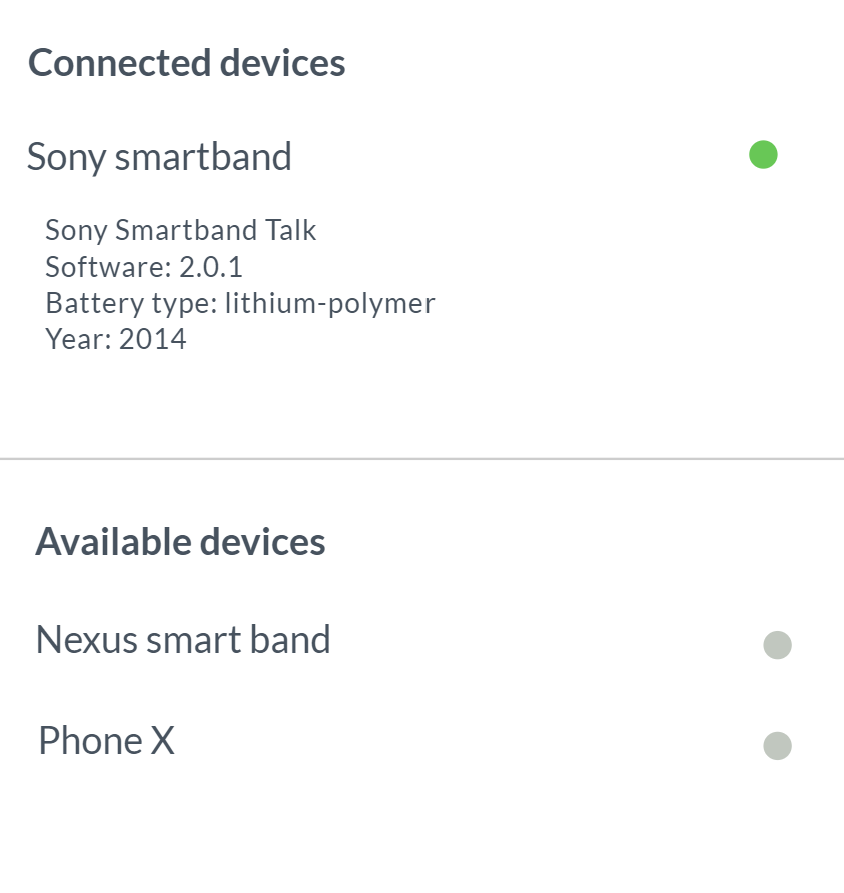 Connected devices
Sony smartband
Sony Smartband Talk
Software: 2.0.1
Battery type: lithium-polymer
Year: 2014
Available devices
Nexus smart band
Phone X